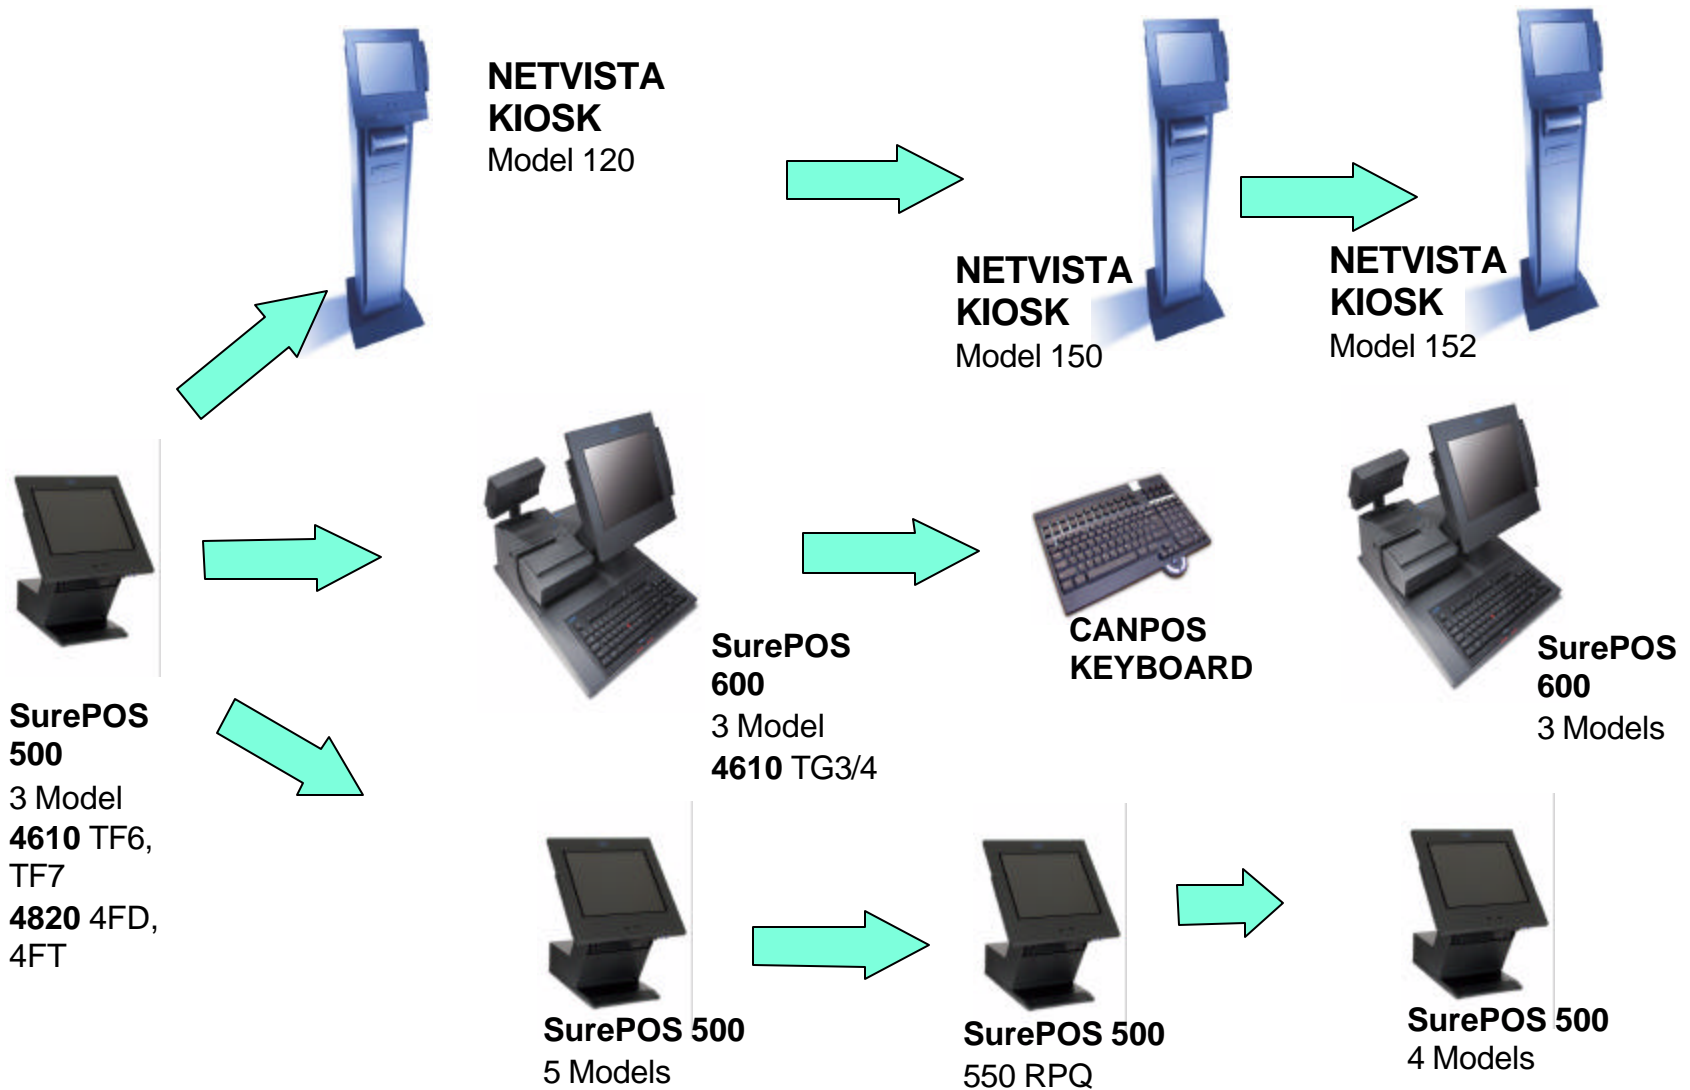 NETVISTA
KIOSK
Model 120
NETVISTA
KIOSK
Model 150
NETVISTA
KIOSK
Model 152
SurePOS
500
3 Model
4610 TF6,
TF7
4820 4FD,
4FT
SurePOS
600
3 Model
4610 TG3/4
CANPOS
KEYBOARD
SurePOS
600
3 Models
SurePOS 500
5 Models
SurePOS 500
550 RPQ
SurePOS 500
4 Models